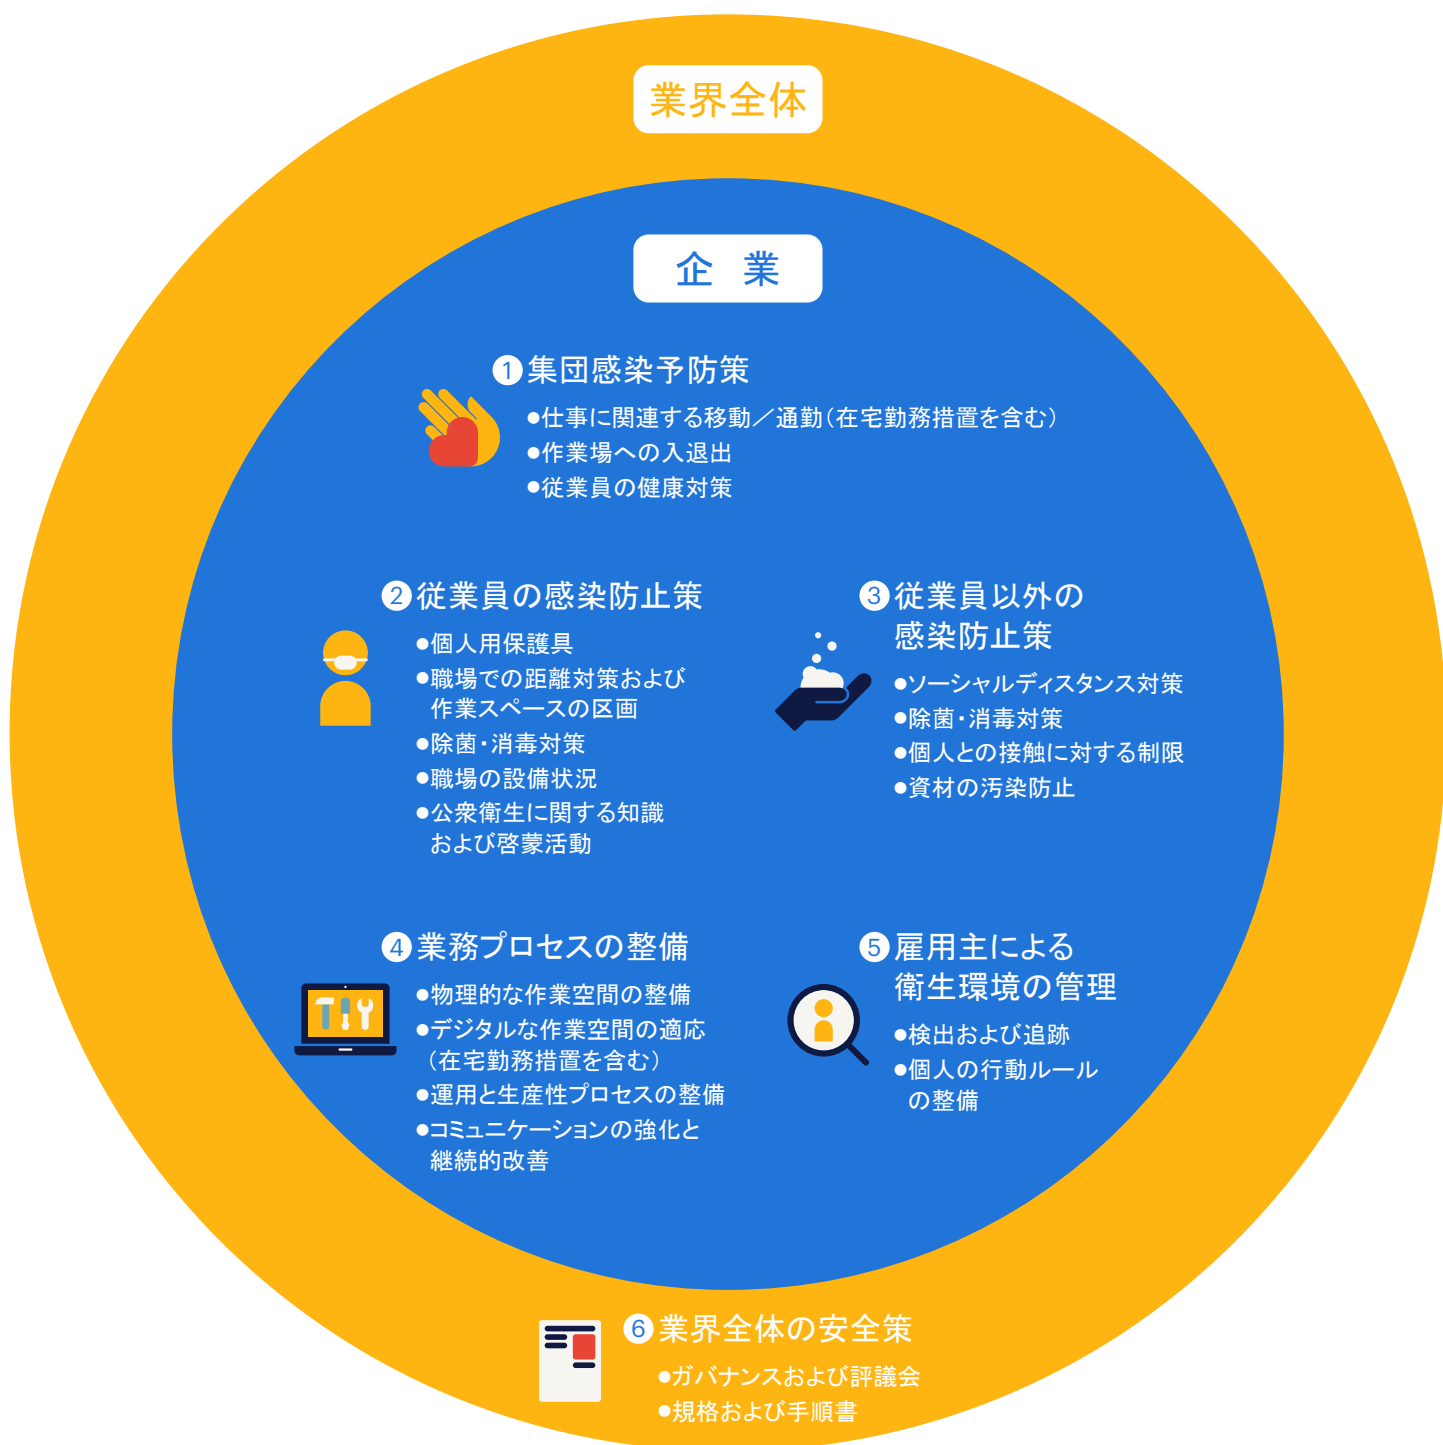 業界全体
企 業
1 集団感染予防策
●仕事に関連する移動／通勤（在宅勤務措置を含む）
●作業場への入退出
●従業員の健康対策
2 従業員の感染防止策
●個人用保護具
●職場での距離対策および
作業スペースの区画
●除菌・消毒対策
●職場の設備状況
●公衆衛生に関する知識
および啓蒙活動
3 従業員以外の
感染防止策
●ソーシャルディスタンス対策
●除菌・消毒対策
●個人との接触に対する制限
●資材の汚染防止
4 業務プロセスの整備
●物理的な作業空間の整備
●デジタルな作業空間の適応
（在宅勤務措置を含む）
●運用と生産性プロセスの整備
●コミュニケーションの強化と
継続的改善
5 雇用主による
衛生環境の管理
●検出および追跡
●個人の行動ルール
の整備
6 業界全体の安全策
●ガバナンスおよび評議会
●規格および手順書